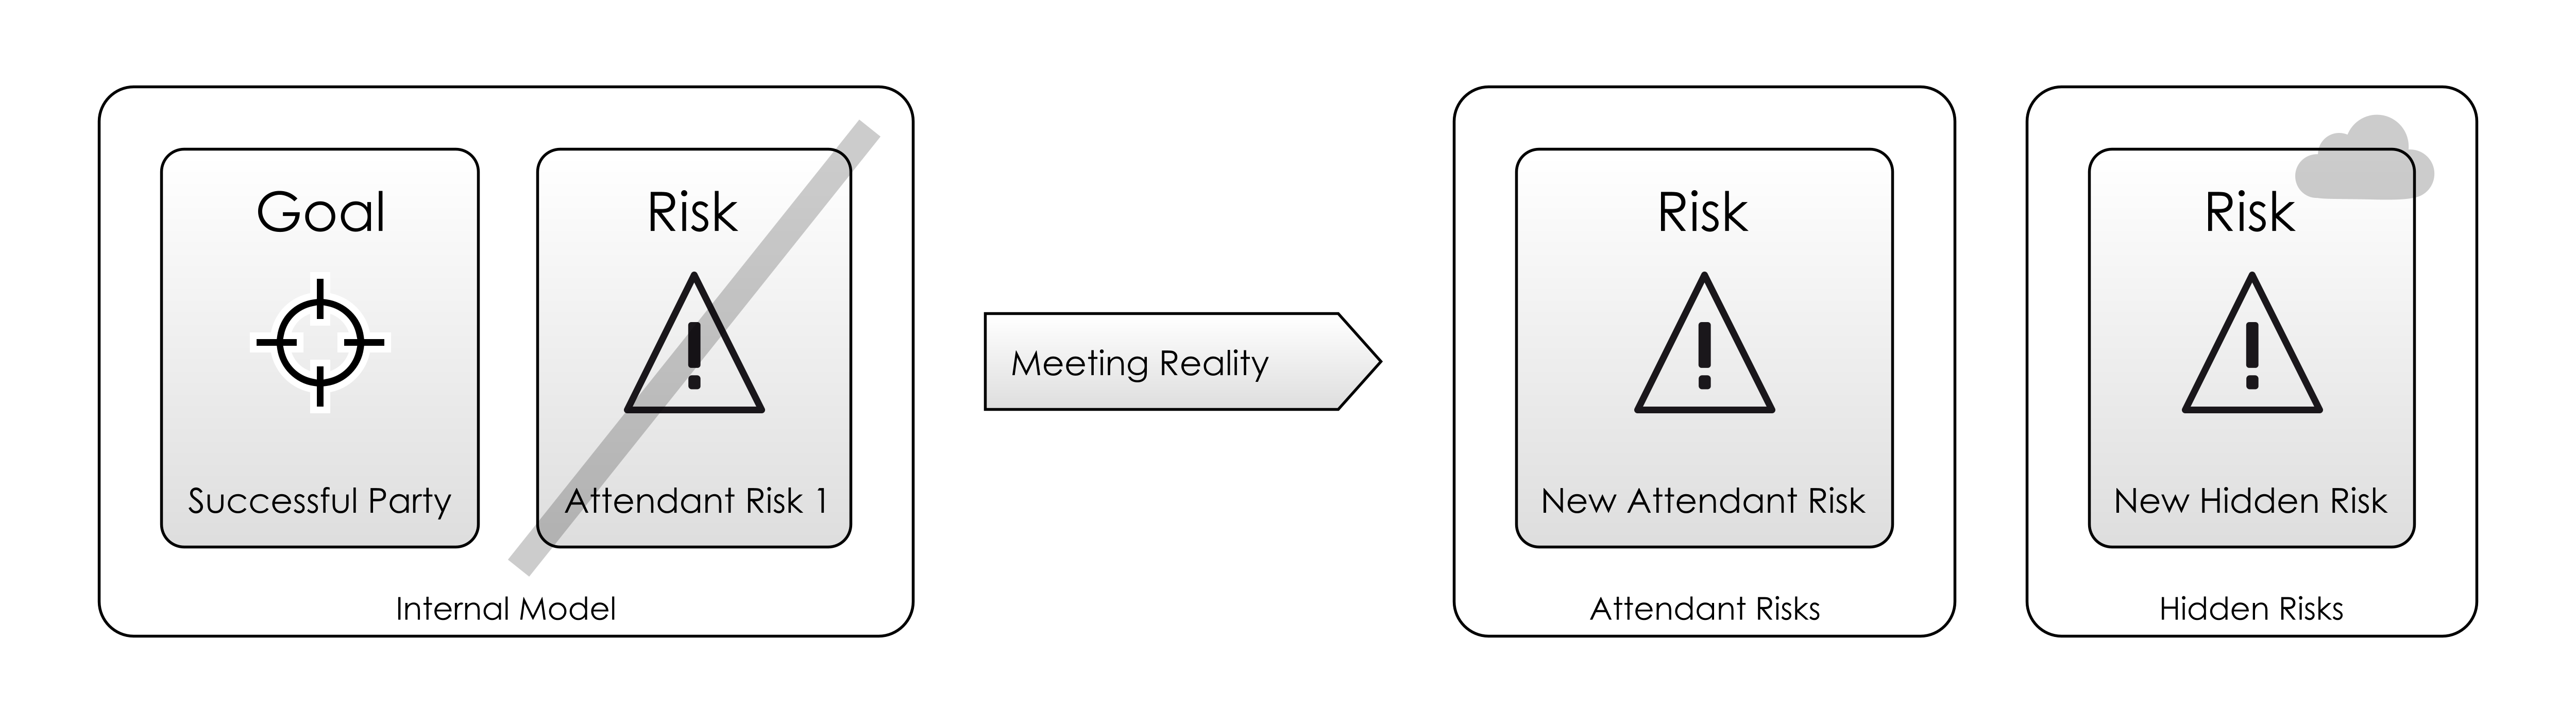 Goal
Successful Party
Risk
Attendant Risk 1
Internal Model
Meeting Reality
Risk
New Attendant Risk
Attendant Risks
Risk
New Hidden Risk
Hidden Risks